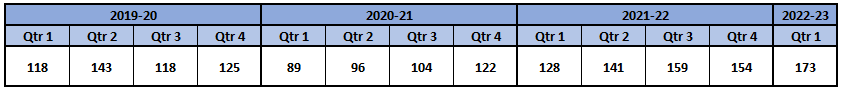 2019-20 2020-21 2021-22 2022-23
Qtr 1 Qtr 2 Qtr 3 Qtr 4 Qtr 1 Qtr 2 Qtr 3 Qtr 4 Qtr 1 Qtr 2 Qtr 3 Qtr 4 Qtr 1
118 143 118 125 89 96 104 122 128 141 159 154 173